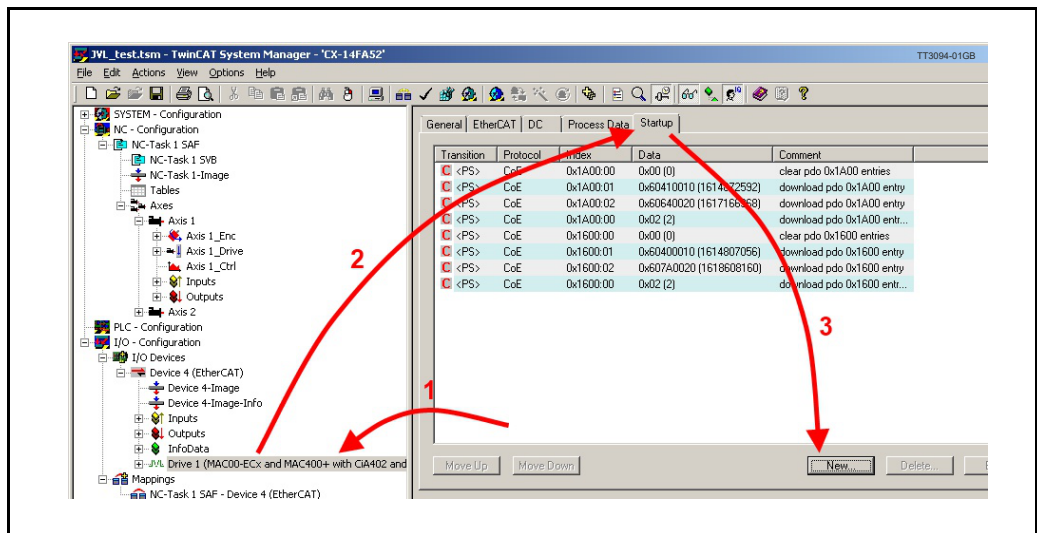 JVL_test.tsm - TwinCAT System Manager - 'CX-14FA52'
TT3094-01GB
File Edit Actions View Options Help
SYSTEM - Configuration
NC - Configuration
NC-Task 1 SAF
NC-Task 1 SVB
NC-Task 1-Image
Tables
Axes
Axis 1
Axis 1_Enc
Axis 1_Drive
Axis 1_Ctrl
Inputs
Outputs
Axis 2
PLC - Configuration
I/O - Configuration
I/O Devices
Device 4 (EtherCAT)
Device 4-Image
Device 4-Image-Info
Inputs
Outputs
InfoData
Drive 1 (MAC00-ECx and MAC400+ with CiA402 and
Mappings
NC-Task 1 SAF - Device 4 (EtherCAT)
General EtherCAT DC Process Data Startup
Transition Protocol Index Data Comment
C <PS> CoE 0x1A00:00 0x00 (0) clear pdo 0x1A00 entries
C <PS> CoE 0x1A00:01 0x60410010 (1614872592) download pdo 0x1A00 entry
C <PS> CoE 0x1A00:02 0x60640020 (1617166368) download pdo 0x1A00 entry
C <PS> CoE 0x1A00:00 0x02 (2) download pdo 0x1A00 entr...
C <PS> CoE 0x1600:00 0x00 (0) clear pdo 0x1600 entries
C <PS> CoE 0x1600:01 0x60400010 (1614807056) download pdo 0x1600 entry
C <PS> CoE 0x1600:02 0x607A0020 (1618608160) download pdo 0x1600 entry
C <PS> CoE 0x1600:00 0x02 (2) download pdo 0x1600 entr...
2
3
1
Move Up Move Down New... Delete...